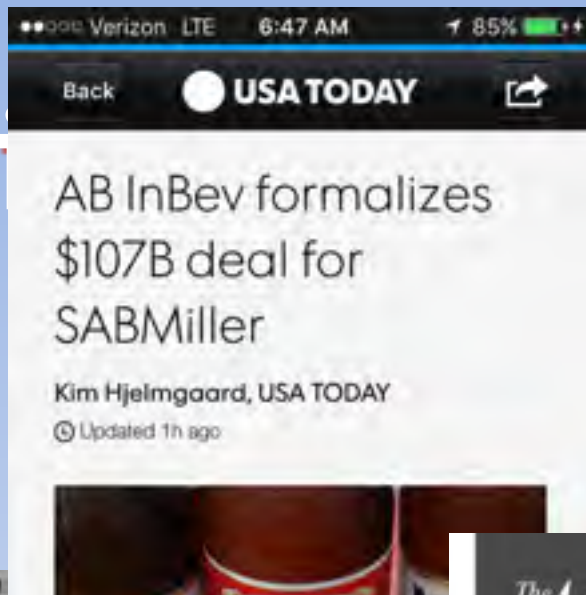 Verizon LTE 6:47 AM 85%
Back USA TODAY
AB InBev formalizes
$107B deal for
SABMiller
Kim Hjelmgaard, USA TODAY
Updated 1h ago
The